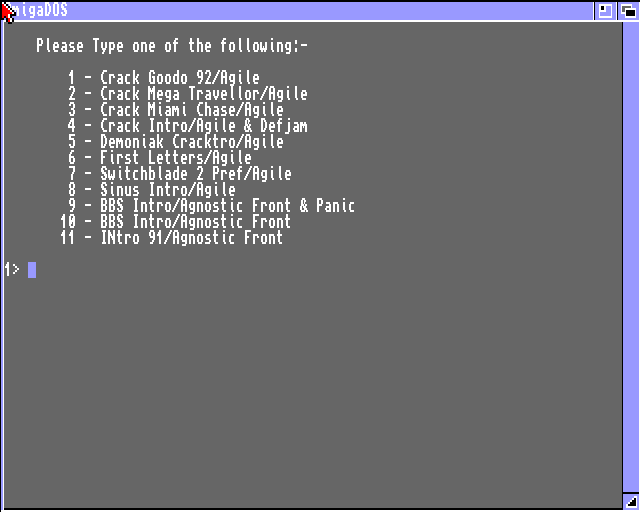 migaDOS
Please Type one of the following:-
1 - Crack Goodo 92/Agile
2 - Crack Mega Travellor/Agile
3 - Crack Miami Chase/Agile
4 - Crack Intro/Agile & Defjam
5 - Demoniak Cracktro/Agile
6 - First Letters/Agile
7 - Switchblade 2 Pref/Agile
8 - Sinus Intro/Agile
9 - BBS Intro/Agnostic Front & Panic
10 - BBS Intro/Agnostic Front
11 - INtro 91/Agnostic Front
1>